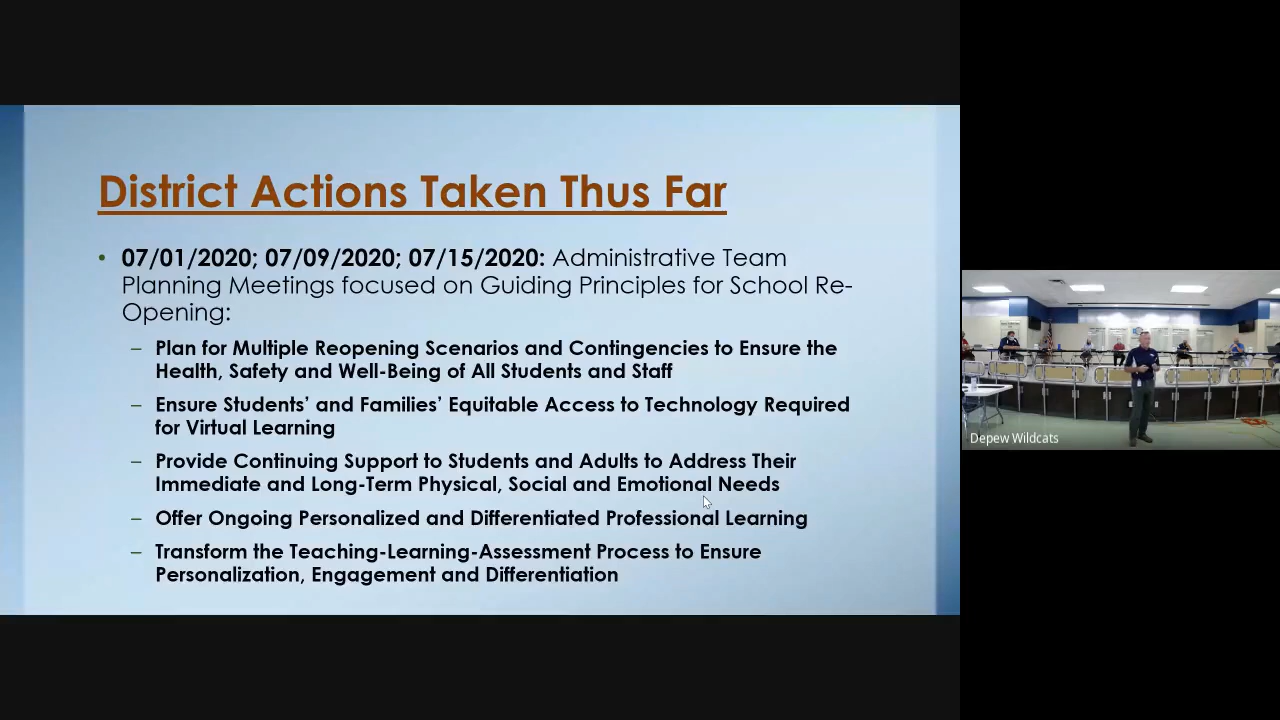 District Actions Taken Thus Far
• 07/01/2020; 07/09/2020; 07/15/2020: Administrative Team
Planning Meetings focused on Guiding Principles for School Re-
Opening:
– Plan for Multiple Reopening Scenarios and Contingencies to Ensure the
Health, Safety and Well-Being of All Students and Staff
– Ensure Students’ and Families’ Equitable Access to Technology Required
for Virtual Learning
– Provide Continuing Support to Students and Adults to Address Their
Immediate and Long-Term Physical, Social and Emotional Needs
– Offer Ongoing Personalized and Differentiated Professional Learning
– Transform the Teaching-Learning-Assessment Process to Ensure
Personalization, Engagement and Differentiation
Depew Wildcats